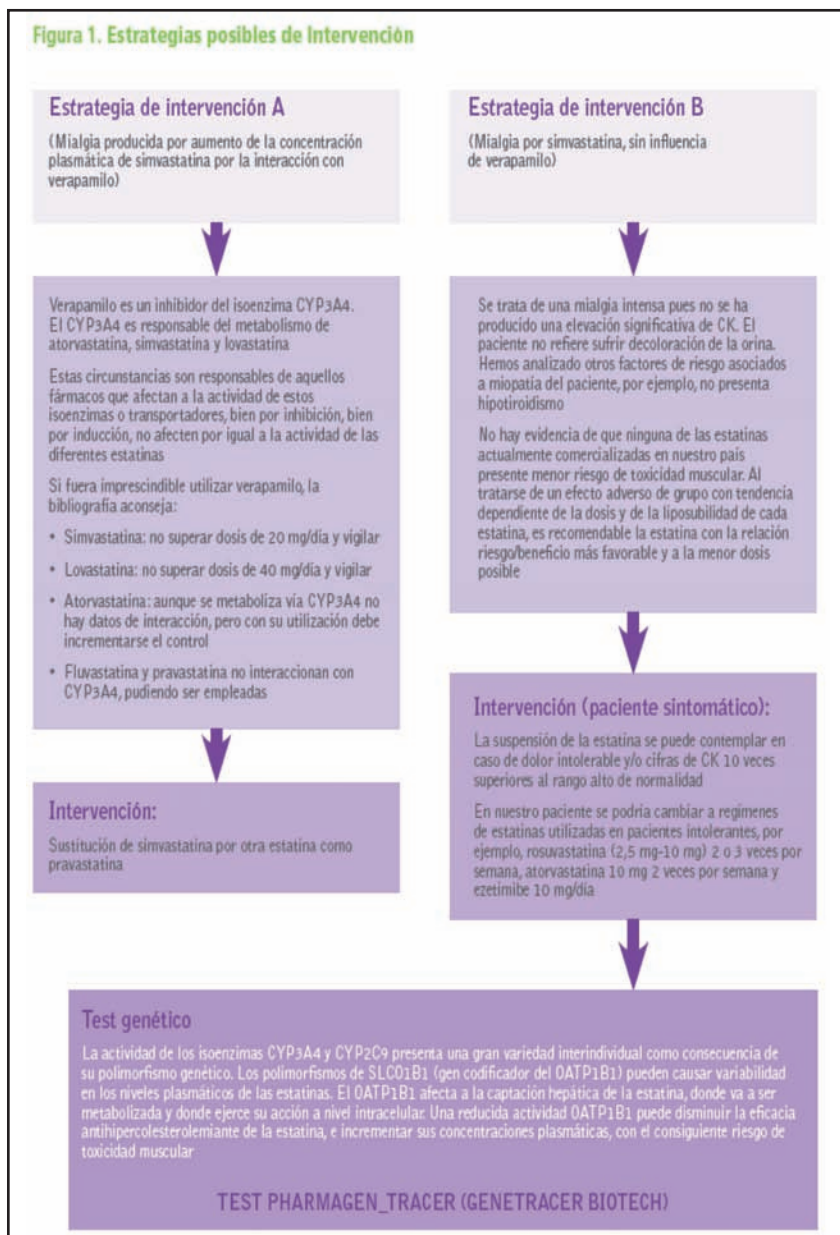 Figura 1. Estrategias posibles de Intervención
Estrategia de intervención A
(Mialgia producida por aumento de la concentración
plasmática de simvastatina por la interacción con
verapamilo)
Verapamilo es un inhibidor del isoenzima CYP3A4.
El CYP3A4 es responsable del metabolismo de
atorvastatina, simvastatina y lovastatina
Estas circunstancias son responsables de aquellos
fármacos que afectan a la actividad de estos
isoenzimas o transportadores, bien por inhibición, bien
por inducción, no afecten por igual a la actividad de las
diferentes estatinas
Si fuera imprescindible utilizar verapamilo, la
bibliografía aconseja:
• Simvastatina: no superar dosis de 20 mg/día y vigilar
• Lovastatina: no superar dosis de 40 mg/día y vigilar
• Atorvastatina: aunque se metaboliza vía CYP3A4 no
hay datos de interacción, pero con su utilización debe
incrementarse el control
• Fluvastatina y pravastatina no interaccionan con
CYP3A4, pudiendo ser empleadas
Intervención:
Sustitución de simvastatina por otra estatina como
pravastatina
Estrategia de intervención B
(Mialgia por simvastatina, sin influencia
de verapamilo)
Se trata de una mialgia intensa pues no se ha
producido una elevación significativa de CK. El
paciente no refiere sufrir decoloración de la orina.
Hemos analizado otros factores de riesgo asociados
a miopatía del paciente, por ejemplo, no presenta
hipotiroidismo
No hay evidencia de que ninguna de las estatinas
actualmente comercializadas en nuestro país
presente menor riesgo de toxicidad muscular. Al
tratarse de un efecto adverso de grupo con tendencia
dependiente de la dosis y de la liposubilidad de cada
estatina, es recomendable la estatina con la relación
riesgo/beneficio más favorable y a la menor dosis
posible
Intervención (paciente sintomático):
La suspensión de la estatina se puede contemplar en
caso de dolor intolerable y/o cifras de CK 10 veces
superiores al rango alto de normalidad
En nuestro paciente se podría cambiar a regímenes
de estatinas utilizadas en pacientes intolerantes, por
ejemplo, rosuvastatina (2,5 mg-10 mg) 2 o 3 veces por
semana, atorvastatina 10 mg 2 veces por semana y
ezetimibe 10 mg/día
Test genético
La actividad de los isoenzimas CYP3A4 y CYP2C9 presenta una gran variedad interindividual como consecuencia de
su polimorfismo genético. Los polimorfismos de SLCO1B1 (gen codificador del OATP1B1) pueden causar variabilidad
en los niveles plasmáticos de las estatinas. El OATP1B1 afecta a la captación hepática de la estatina, donde va a ser
metabolizada y donde ejerce su acción a nivel intracelular. Una reducida actividad OATP1B1 puede disminuir la eficacia
antihipercolesterolemiante de la estatina, e incrementar sus concentraciones plasmáticas, con el consiguiente riesgo de
toxicidad muscular
TEST PHARMAGEN_TRACER (GENETRACER BIOTECH)